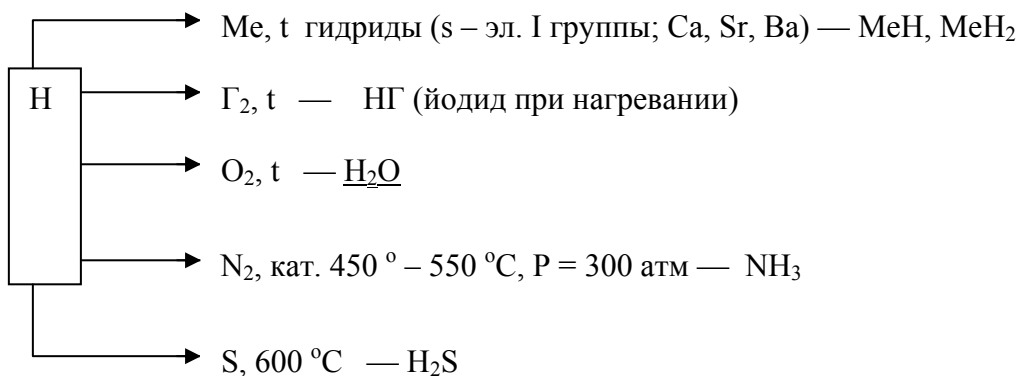 Me, t гидриды (s – эл. I группы; Ca, Sr, Ba) — MeH, MeH₂
H
Г₂, t — НГ (йодид при нагревании)
O₂, t — H₂O
N₂, кат. 450 ° – 550 °C, P = 300 атм — NH₃
S, 600 °C — H₂S